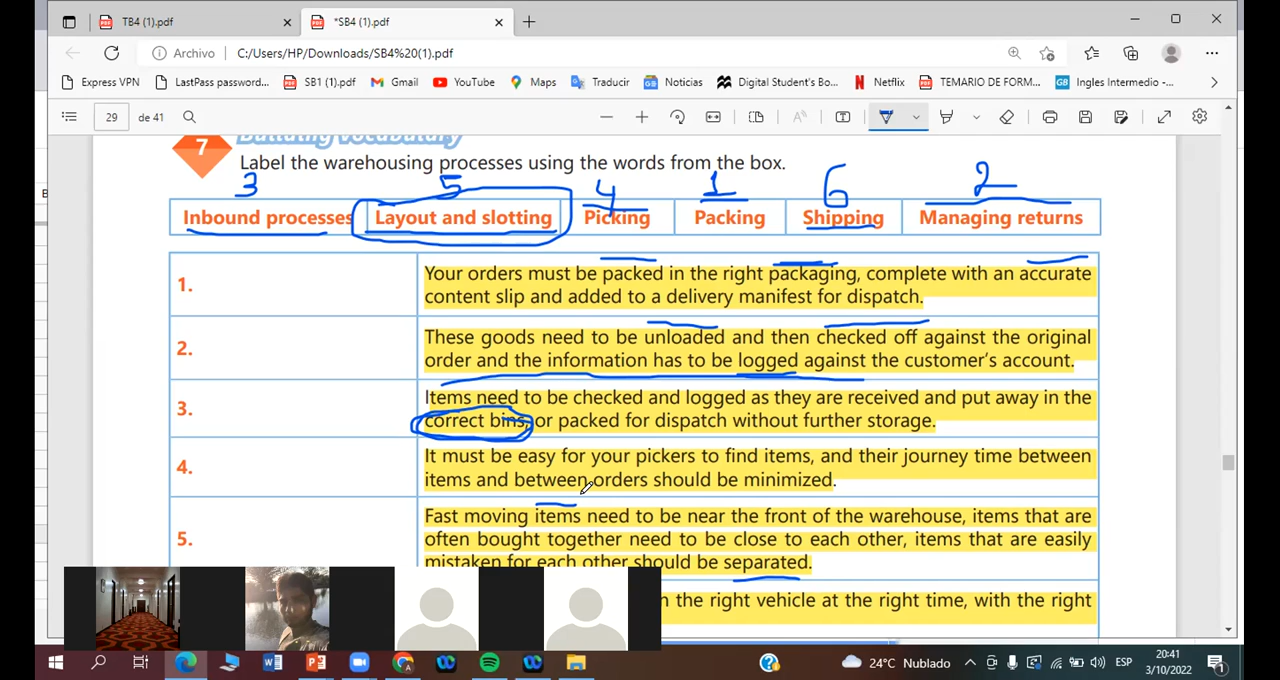 TB4 (1).pdf
*SB4 (1).pdf
Archivo
C:/Users/HP/Downloads/SB4%20(1).pdf
Express VPN
LastPass password...
SB1 (1).pdf
Gmail
YouTube
Maps
Traducir
Noticias
Digital Student's Bo...
Netflix
TEMARIO DE FORM...
Ingles Intermedio -...
29
de 41
7
Building Vocabulary
Label the warehousing processes using the words from the box.
3 5 4 1 6 2
Inbound processes Layout and slotting Picking Packing Shipping Managing returns
1. Your orders must be packed in the right packaging, complete with an accurate
content slip and added to a delivery manifest for dispatch.
2. These goods need to be unloaded and then checked off against the original
order and the information has to be logged against the customer's account.
3. Items need to be checked and logged as they are received and put away in the
correct bins, or packed for dispatch without further storage.
4. It must be easy for your pickers to find items, and their journey time between
items and between orders should be minimized.
5. Fast moving items need to be near the front of the warehouse, items that are
often bought together need to be close to each other, items that are easily
mistaken for each other should be separated.
the right vehicle at the right time, with the right
24°C Nublado
ESP
20:41
3/10/2022
1